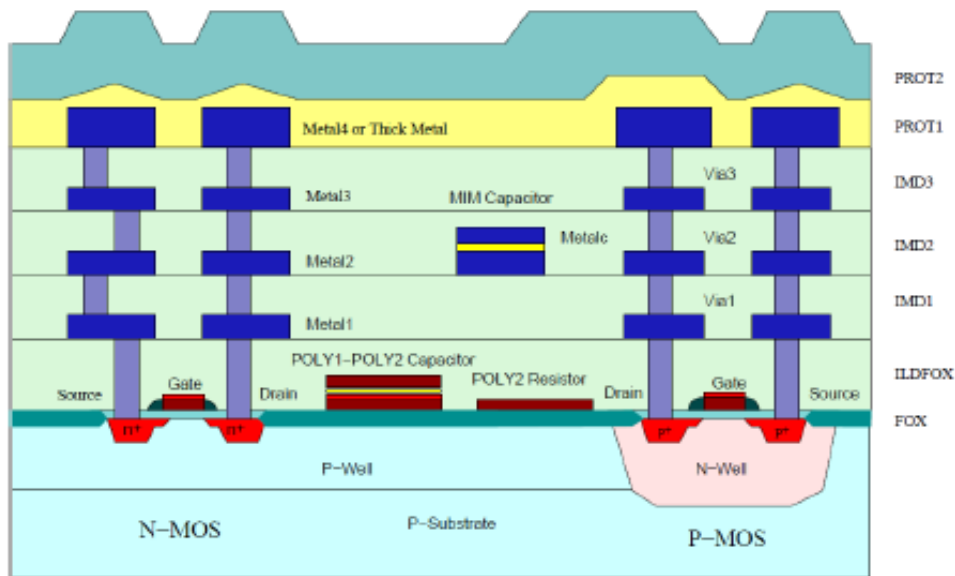 PROT2
Metal4 or Thick Metal
PROT1
Via3
IMD3
Metal3
MIM Capacitor
Metalc
Via2
IMD2
Metal2
Via1
IMD1
Metal1
POLY1-POLY2 Capacitor
ILDFOX
Source
Gate
Drain
POLY2 Resistor
Drain
Gate
Source
FOX
n+
n+
p+
p+
P-Well
N-Well
P-Substrate
N-MOS
P-MOS